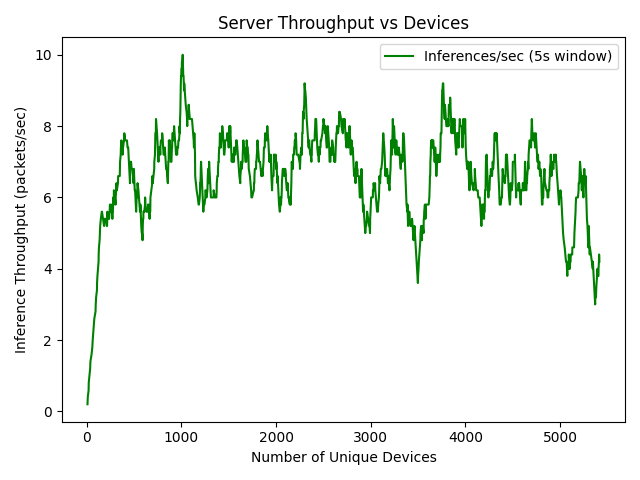 Server Throughput vs Devices
Inferences/sec (5s window)
Inference Throughput (packets/sec)
10
8
6
4
2
0
0 1000 2000 3000 4000 5000
Number of Unique Devices